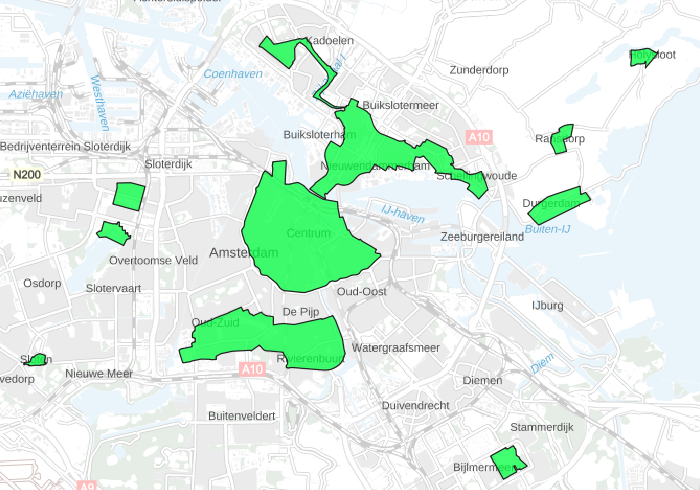 Kadoelen
Holysloot
Zunderdorp
Coenhaven
Westhaven
Aziëhaven
Buikslotermeer
Buiksloterham
A10
Ransdorp
Bedrijventerrein Sloterdijk
Sloterdijk
Nieuwendammerham
N200
Schellingwoude
Durgerdam
IJ-haven
Buiten-IJ
Centrum
Zeeburgereiland
Amsterdam
Overtoomse Veld
Osdorp
Slotervaart
Oud-Oost
IJburg
De Pijp
Oud-Zuid
Watergraafsmeer
Sloten
Rivierenbuurt
Diem
Nieuwe Meer
A10
Diemen
Duivendrecht
Buitenveldert
Stammerdijk
Bijlmermeer
A9